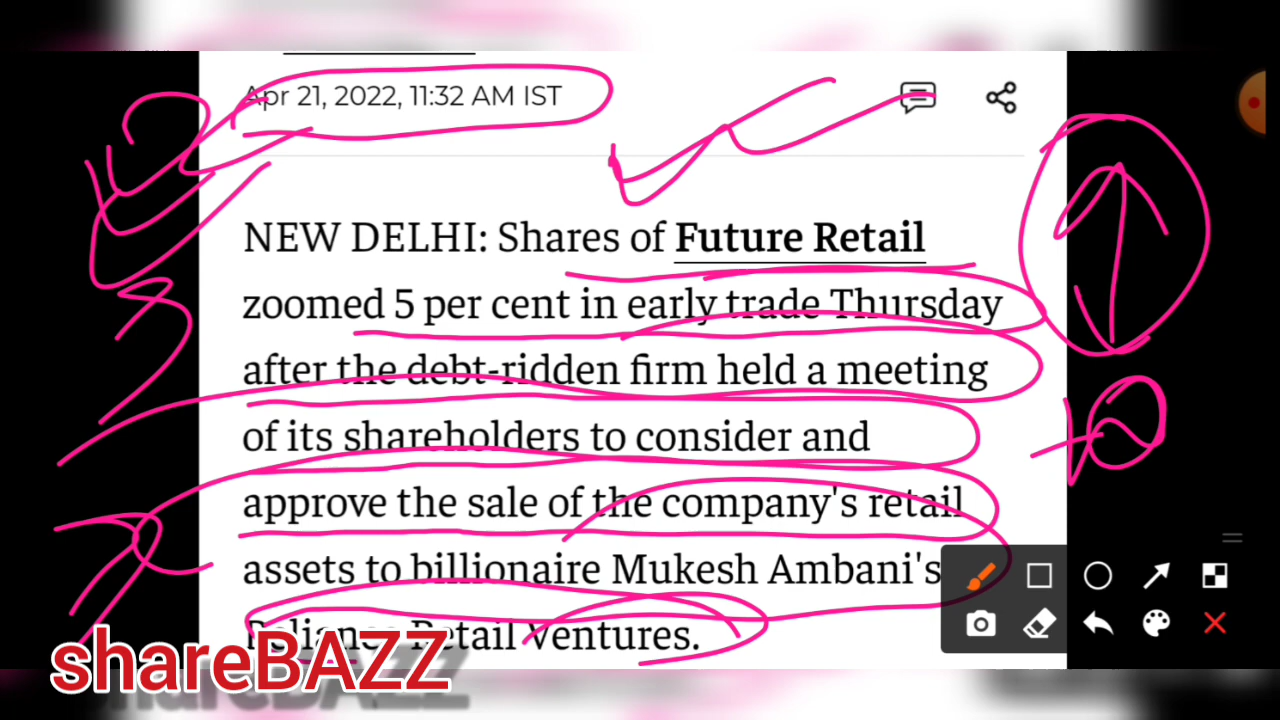 Apr 21, 2022, 11:32 AM IST
NEW DELHI: Shares of Future Retail
zoomed 5 per cent in early trade Thursday
after the debt-ridden firm held a meeting
of its shareholders to consider and
approve the sale of the company's retail
assets to billionaire Mukesh Ambani's
Reliance Retail Ventures.
shareBAZZ